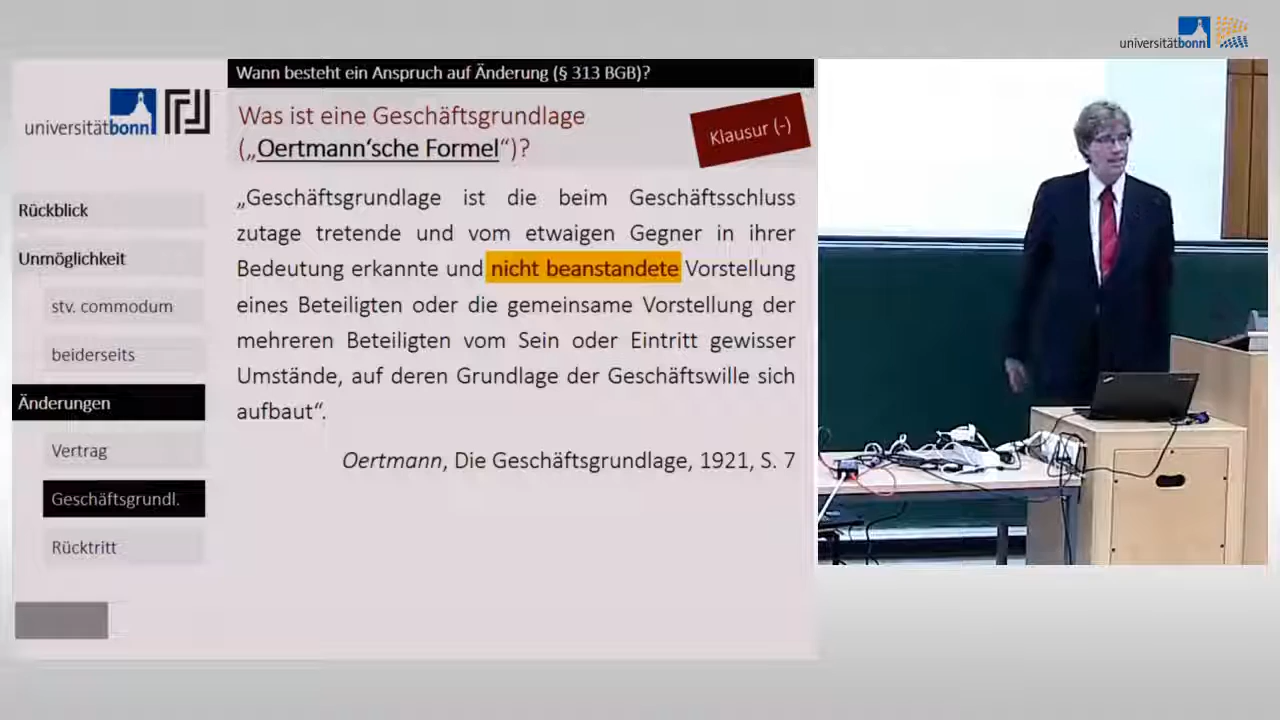 universitätbonn
Wann besteht ein Anspruch auf Änderung (§ 313 BGB)?
universitätbonn
Was ist eine Geschäftsgrundlage
(„Oertmann‘sche Formel“)?
Klausur (-)
Rückblick
Unmöglichkeit
stv. commodum
beiderseits
Änderungen
Vertrag
Geschäftsgrundl.
Rücktritt
„Geschäftsgrundlage ist die beim Geschäftsschluss
zutage tretende und vom etwaigen Gegner in ihrer
Bedeutung erkannte und nicht beanstandete Vorstellung
eines Beteiligten oder die gemeinsame Vorstellung der
mehreren Beteiligten vom Sein oder Eintritt gewisser
Umstände, auf deren Grundlage der Geschäftswille sich
aufbaut“.
Oertmann, Die Geschäftsgrundlage, 1921, S. 7